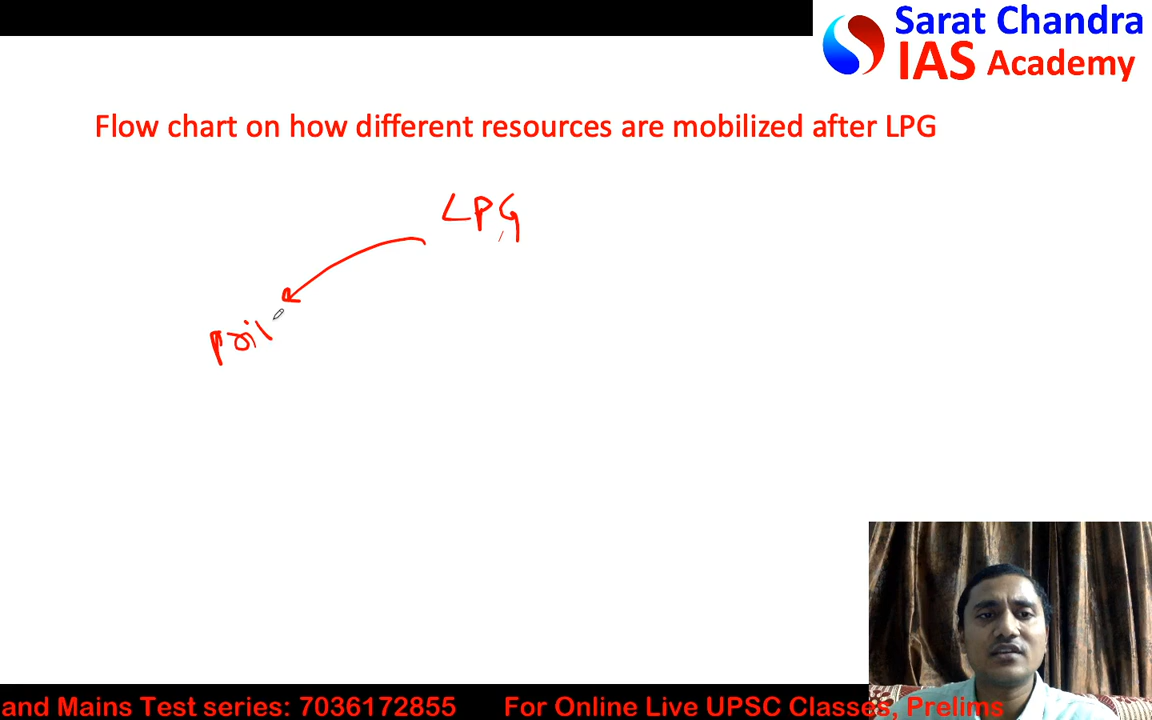 Sarat Chandra
IAS Academy
Flow chart on how different resources are mobilized after LPG
LPG
and Mains Test series: 7036172855 For Online Live UPSC Classes, Prelims